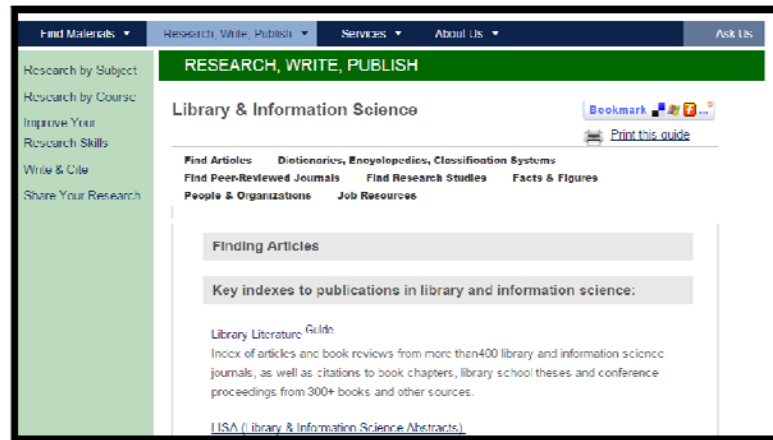 Find Materials Research, Write, Publish Services About Us Ask Us
Research by Subject
Research by Course
Improve Your
Research Skills
Write & Cite
Share Your Research
RESEARCH, WRITE, PUBLISH
Library & Information Science
Bookmark ...
Print this guide
Find Articles Dictionaries, Encyclopedias, Classification Systems
Find Peer-Reviewed Journals Find Research Studies Facts & Figures
People & Organizations Job Resources
Finding Articles
Key indexes to publications in library and information science:
Library Literature Guide
Index of articles and book reviews from more than400 library and information science
journals, as well as citations to book chapters, library school theses and conference
proceedings from 300+ books and other sources.
LISA (Library & Information Science Abstracts)